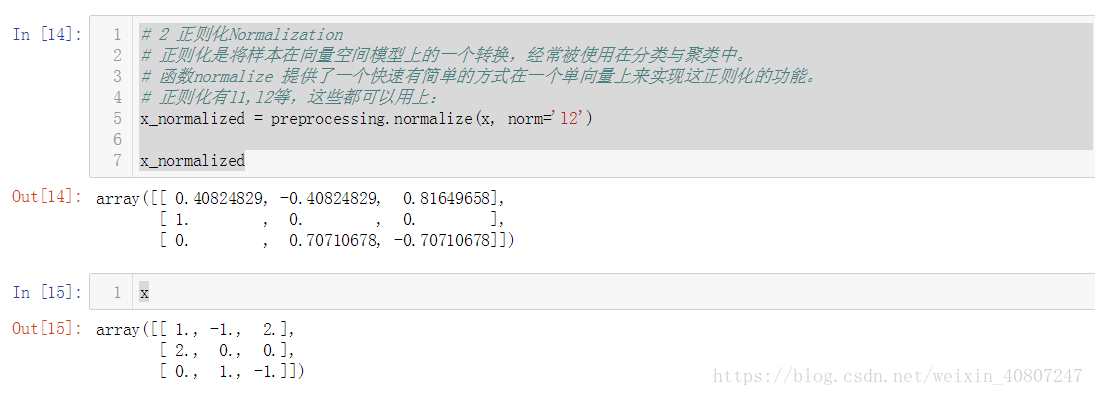 In [14]:
1 # 2 正则化Normalization
2 # 正则化是将样本在向量空间模型上的一个转换，经常被使用在分类与聚类中。
3 # 函数normalize 提供了一个快速有简单的方式在一个单向量上来实现这正则化的功能。
4 # 正则化有l1,l2等，这些都可以用上：
5 x_normalized = preprocessing.normalize(x, norm='l2')
6
7 x_normalized
Out[14]: array([[ 0.40824829, -0.40824829,  0.81649658],
[ 1.        ,  0.        ,  0.        ],
[ 0.        ,  0.70710678, -0.70710678]])
In [15]: 1 x
Out[15]: array([[ 1., -1.,  2.],
[ 2.,  0.,  0.],
[ 0.,  1., -1.]])
https://blog.csdn.net/weixin_40807247